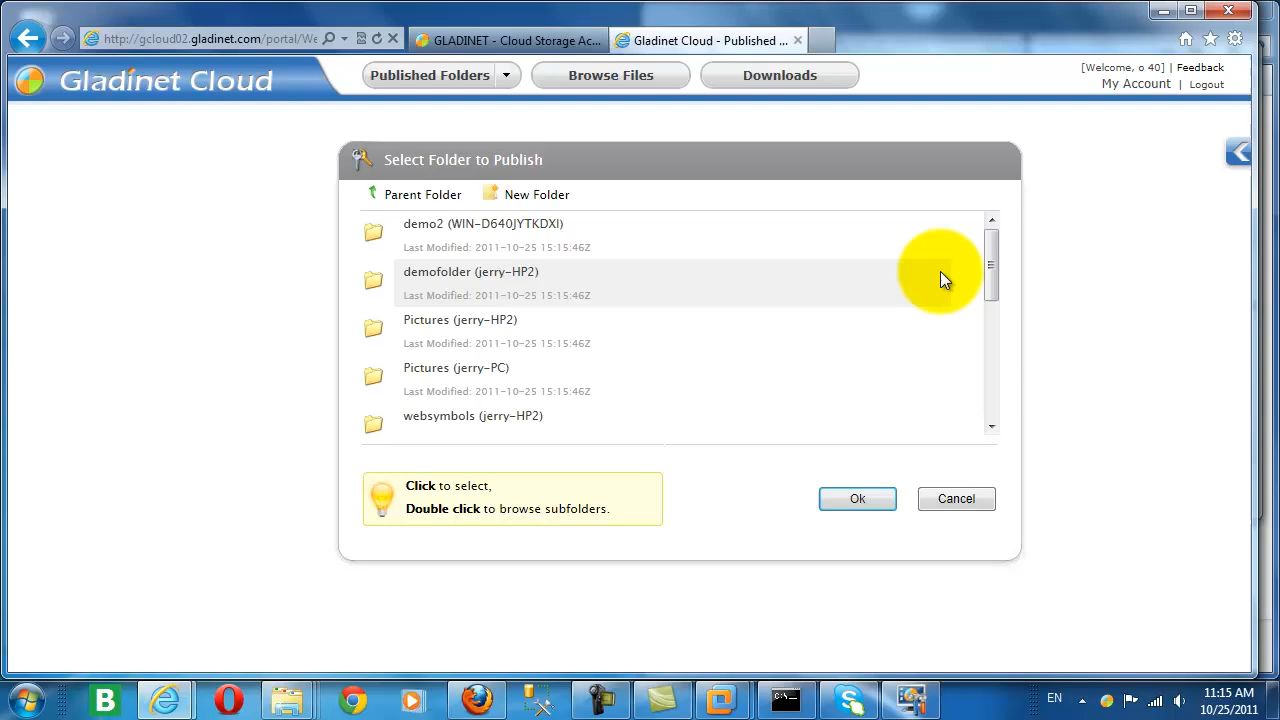 http://gcloud02.gladinet.com/portal/We
GLADINET - Cloud Storage Ac...
Gladinet Cloud - Published ...
Gladinet Cloud
Published Folders
Browse Files
Downloads
[Welcome, o 40] | Feedback
My Account | Logout
Select Folder to Publish
Parent Folder
New Folder
demo2 (WIN-D640JYTKDXI)
Last Modified: 2011-10-25 15:15:46Z
demofolder (jerry-HP2)
Last Modified: 2011-10-25 15:15:46Z
Pictures (jerry-HP2)
Last Modified: 2011-10-25 15:15:46Z
Pictures (jerry-PC)
Last Modified: 2011-10-25 15:15:46Z
websymbols (jerry-HP2)
Click to select,
Double click to browse subfolders.
Ok
Cancel
B
EN
11:15 AM
10/25/2011